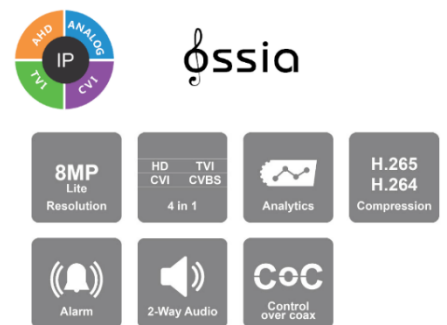 AHD ANALOG
IP
TVI CVI
ossia
8MP
Lite
Resolution
HD TVI
CVI CVBS
4 in 1
Analytics
H.265
H.264
Compression
Alarm
2-Way Audio
CoC
Control
over coax